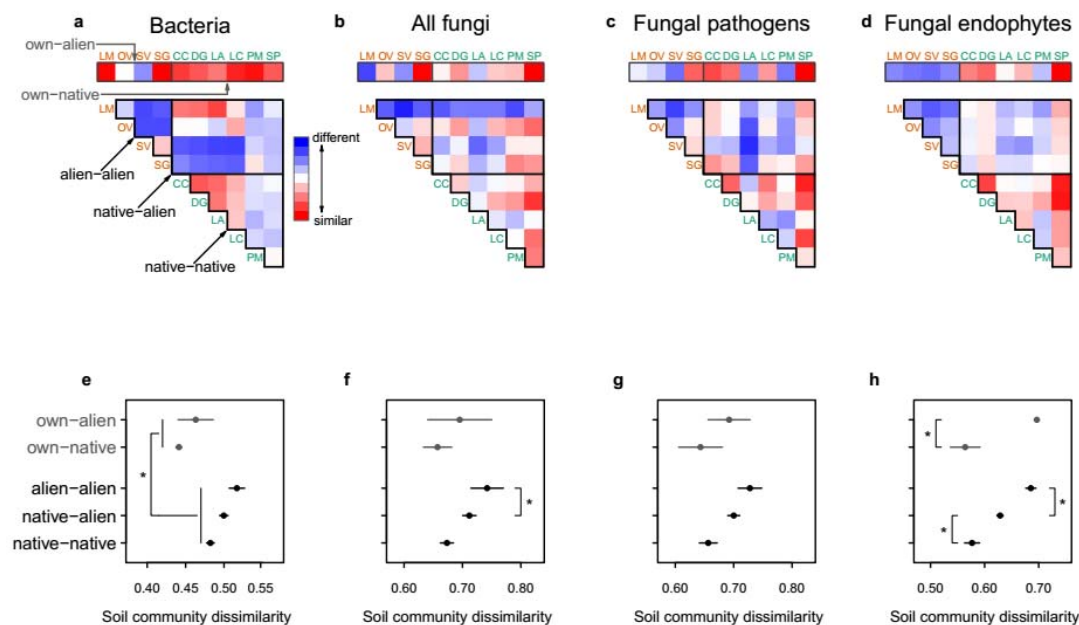 a
Bacteria
b
All fungi
c
Fungal pathogens
d
Fungal endophytes
own−alien
LM OV SV SG CC DG LA LC PM SP
own−native
LM
OV
SV
SG
CC
DG
LA
LC
PM
alien−alien
native−alien
native−native
different
similar
LM OV SV SG CC DG LA LC PM SP
LM
OV
SV
SG
CC
DG
LA
LC
PM
LM OV SV SG CC DG LA LC PM SP
LM
OV
SV
SG
CC
DG
LA
LC
PM
LM OV SV SG CC DG LA LC PM SP
LM
OV
SV
SG
CC
DG
LA
LC
PM
e
f
g
h
own−alien
own−native
alien−alien
native−alien
native−native
*
*
*
*
*
0.40 0.45 0.50 0.55
Soil community dissimilarity
0.60 0.70 0.80
Soil community dissimilarity
0.60 0.70 0.80
Soil community dissimilarity
0.50 0.60 0.70
Soil community dissimilarity